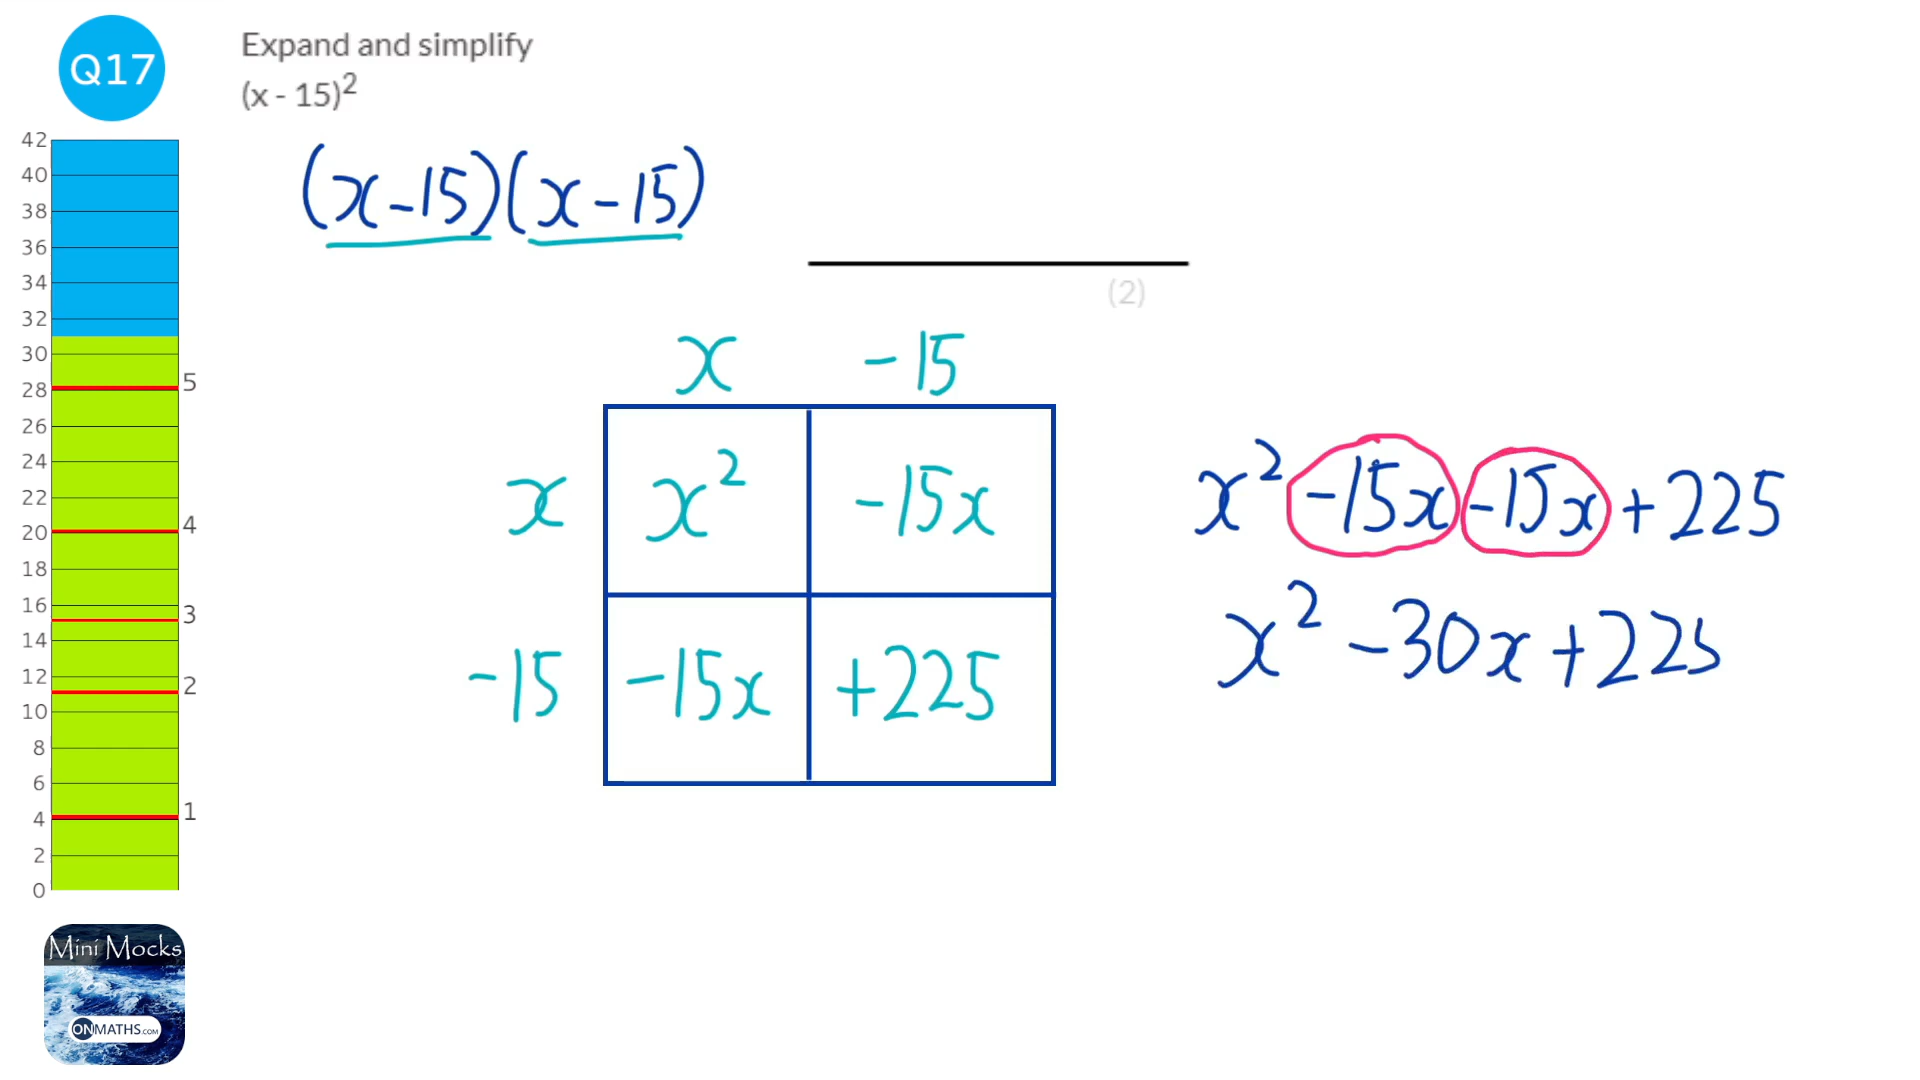 Q17
Expand and simplify
(x - 15)²
(x - 15)(x - 15)
(2)
x -15
x x² -15x
-15 -15x +225
x² -15x -15x +225
x² -30x +225
42
40
38
36
34
32
30
28 5
26
24
22
20 4
18
16
3
14
12
2
10
8
6
4 1
2
0
Mini Mocks
ONMATHS.COM